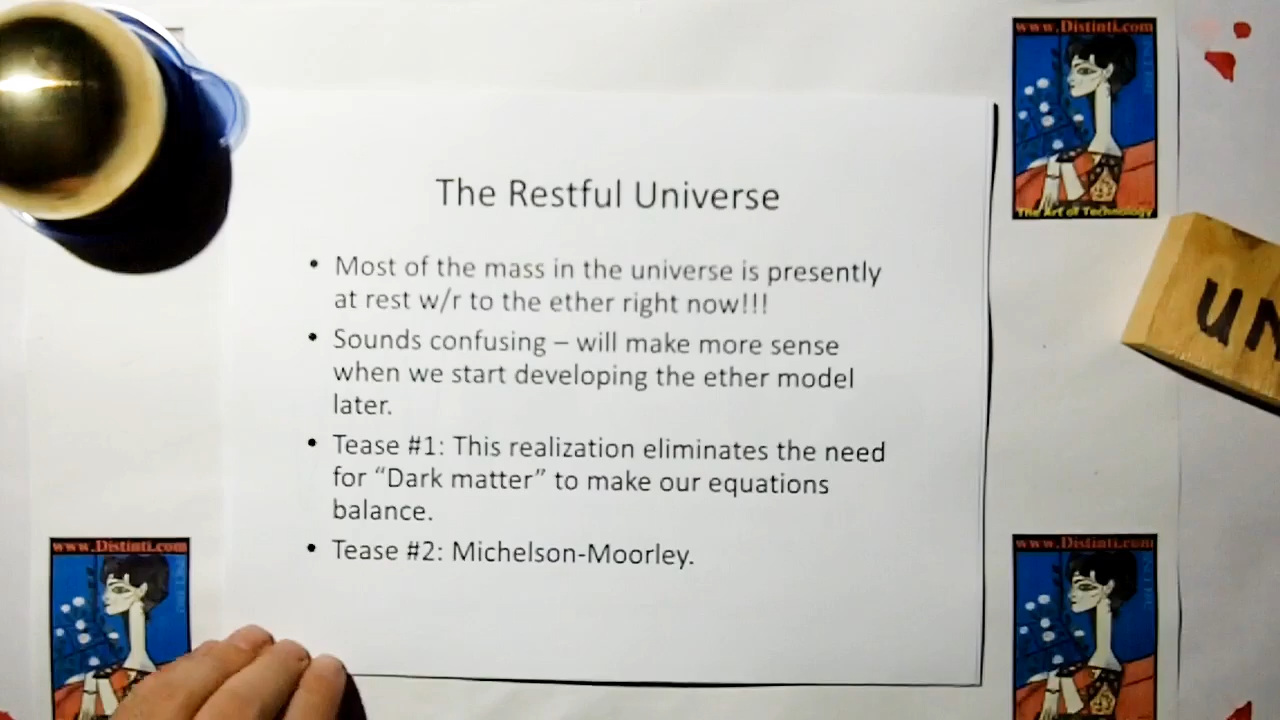 www.Distinti.com
The Art of Technology
The Restful Universe
• Most of the mass in the universe is presently
at rest w/r to the ether right now!!!
• Sounds confusing – will make more sense
when we start developing the ether model
later.
• Tease #1: This realization eliminates the need
for “Dark matter” to make our equations
balance.
• Tease #2: Michelson-Moorley.
UN
www.Distinti.com
www.Distinti.com